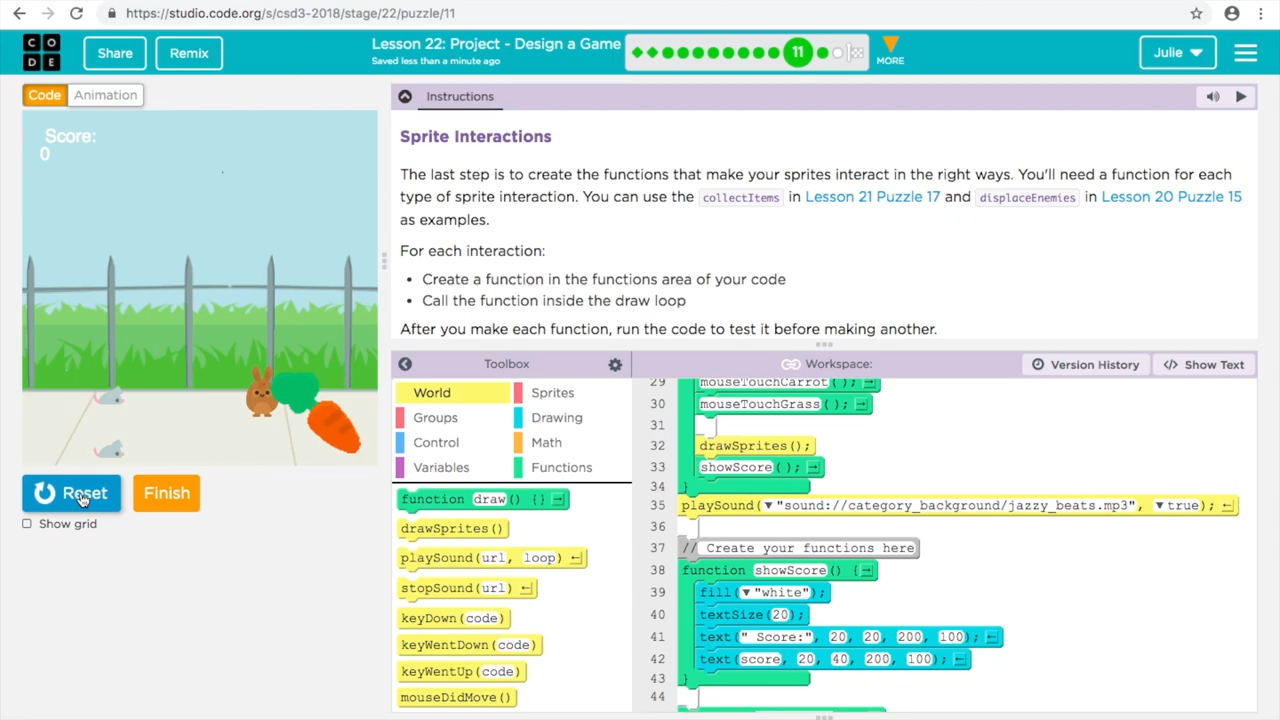 https://studio.code.org/s/csd3-2018/stage/22/puzzle/11
C O
D E
Share
Remix
Lesson 22: Project - Design a Game
Saved less than a minute ago
11
MORE
Julie
Code
Animation
Score:
0
Reset
Finish
Show grid
Instructions
Sprite Interactions
The last step is to create the functions that make your sprites interact in the right ways. You'll need a function for each
type of sprite interaction. You can use the collectItems in Lesson 21 Puzzle 17 and displaceEnemies in Lesson 20 Puzzle 15
as examples.
For each interaction:
• Create a function in the functions area of your code
• Call the function inside the draw loop
After you make each function, run the code to test it before making another.
Toolbox
World
Sprites
Groups
Drawing
Control
Math
Variables
Functions
function draw() {}
drawSprites()
playSound(url, loop)
stopSound(url)
keyDown(code)
keyWentDown(code)
keyWentUp(code)
mouseDidMove()
Workspace:
Version History
</> Show Text
29 mouseTouchCarrot();
30 mouseTouchGrass();
31
32 drawSprites();
33 showScore();
34 }
35 playSound("sound://category_background/jazzy_beats.mp3", true);
36
37 // Create your functions here
38 function showScore() {
39 fill("white");
40 textSize(20);
41 text(" Score:", 20, 20, 200, 100);
42 text(score, 20, 40, 200, 100);
43 }
44